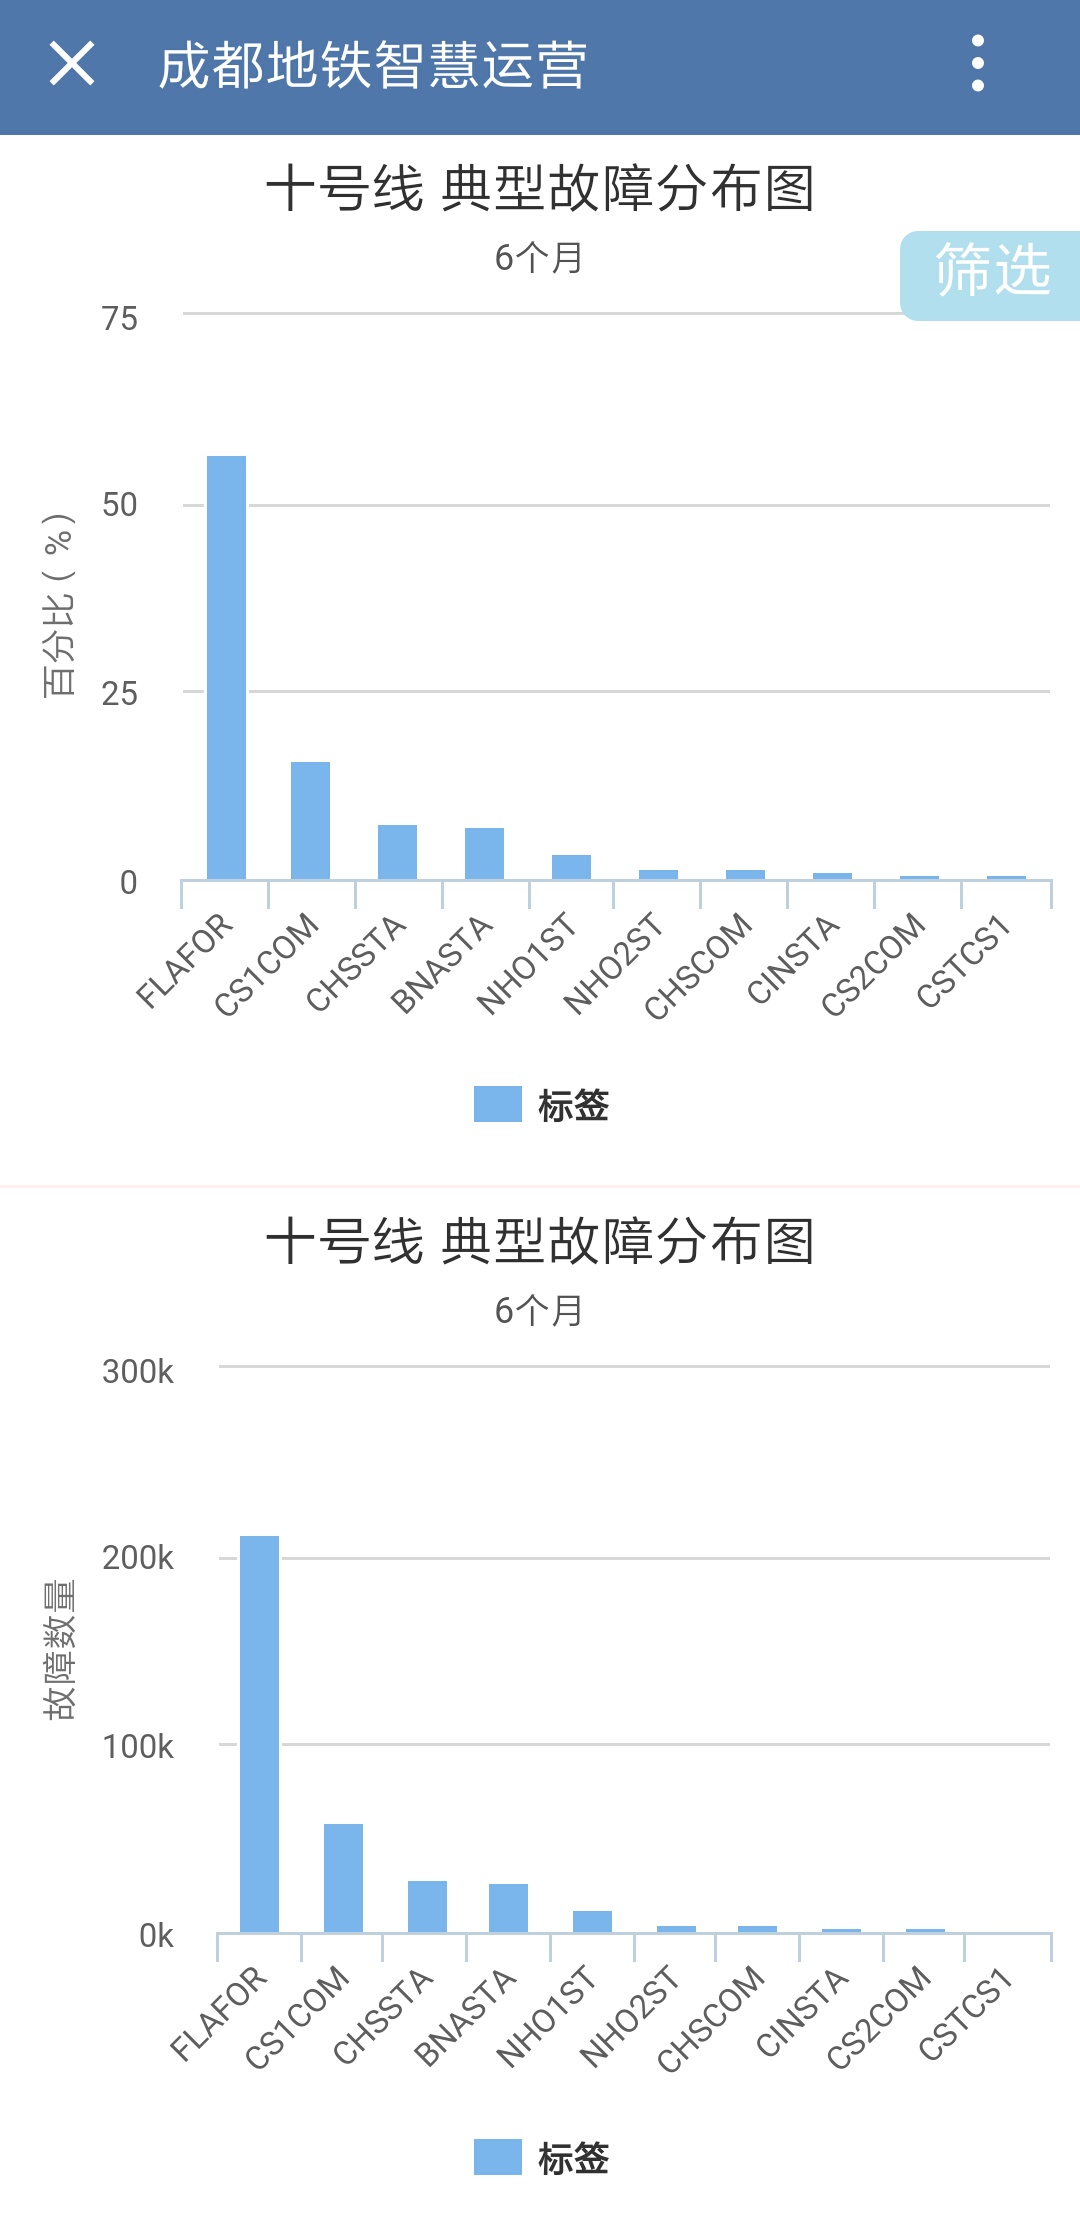 成都地铁智慧运营
十号线 典型故障分布图
6个月
筛选
75
50
25
0
百分比（ %）
FLAFOR
CS1COM
CHSSTA
BNASTA
NHO1ST
NHO2ST
CHSCOM
CINSTA
CS2COM
CSTCS1
标签
十号线 典型故障分布图
6个月
300k
200k
100k
0k
故障数量
FLAFOR
CS1COM
CHSSTA
BNASTA
NHO1ST
NHO2ST
CHSCOM
CINSTA
CS2COM
CSTCS1
标签